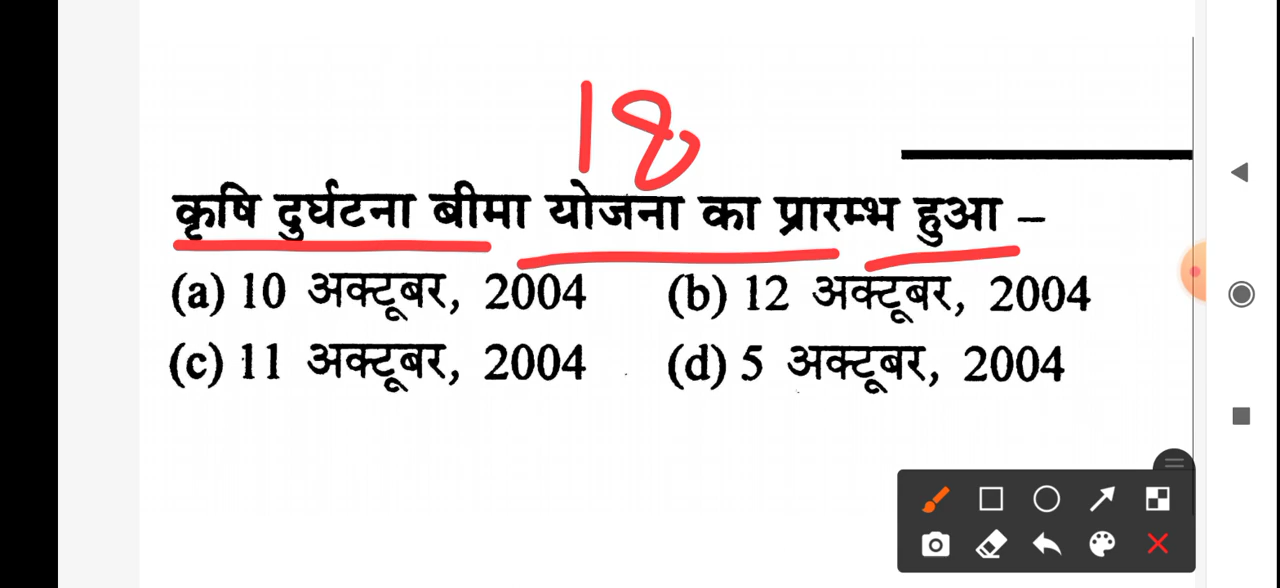 18
कृषि दुर्घटना बीमा योजना का प्रारम्भ हुआ –
(a) 10 अक्टूबर, 2004 (b) 12 अक्टूबर, 2004
(c) 11 अक्टूबर, 2004 (d) 5 अक्टूबर, 2004